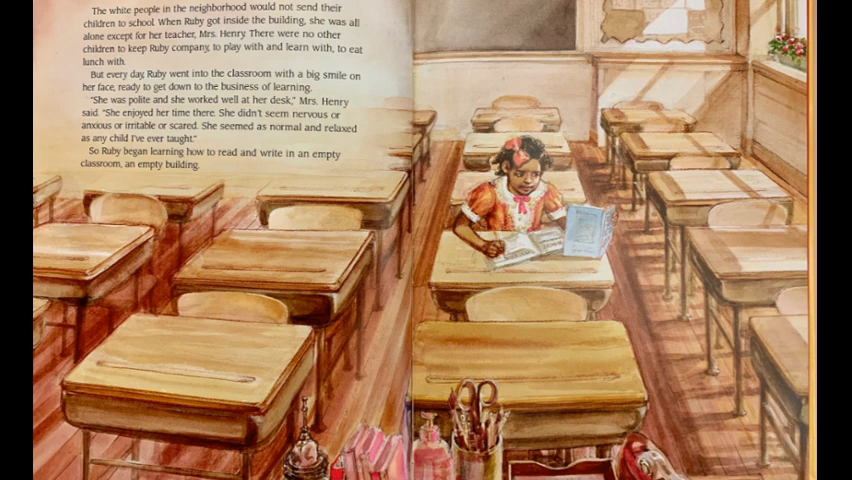 The white people in the neighborhood would not send their
children to school. When Ruby got inside the building, she was all
alone except for her teacher, Mrs. Henry. There were no other
children to keep Ruby company, to play with and learn with, to eat
lunch with.
But every day, Ruby went into the classroom with a big smile on
her face, ready to get down to the business of learning.
"She was polite and she worked well at her desk," Mrs. Henry
said. "She enjoyed her time there. She didn't seem nervous or
anxious or irritable or scared. She seemed as normal and relaxed
as any child I've ever taught."
So Ruby began learning how to read and write in an empty
classroom, an empty building.